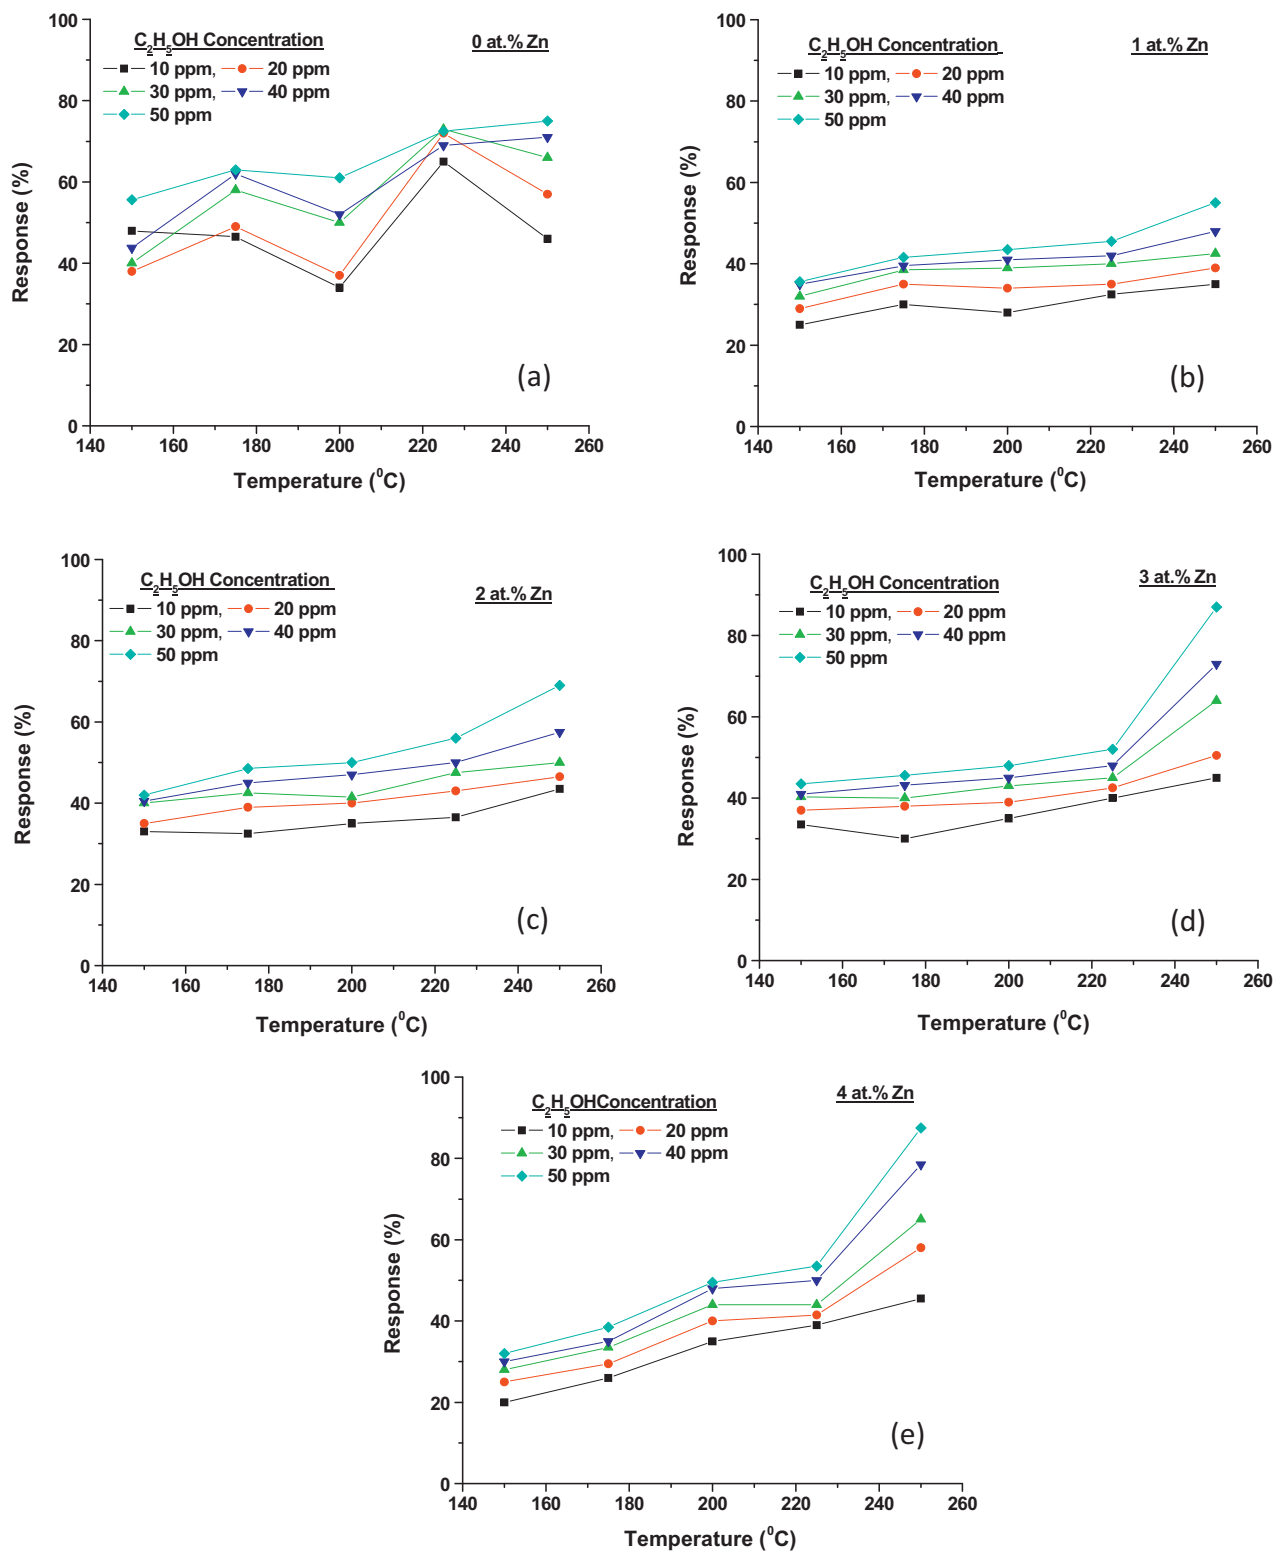 C2H5OH Concentration
0 at.% Zn
10 ppm, 20 ppm
30 ppm, 40 ppm
50 ppm
100
80
60
40
20
0
140 160 180 200 220 240 260
Response (%)
Temperature (0C)
(a)
C2H5OH Concentration
1 at.% Zn
10 ppm, 20 ppm
30 ppm, 40 ppm
50 ppm
100
80
60
40
20
0
140 160 180 200 220 240 260
Response (%)
Temperature (0C)
(b)
C2H5OH Concentration
2 at.% Zn
10 ppm, 20 ppm
30 ppm, 40 ppm
50 ppm
100
80
60
40
20
0
140 160 180 200 220 240 260
Response (%)
Temperature (0C)
(c)
C2H5OH Concentration
3 at.% Zn
10 ppm, 20 ppm
30 ppm, 40 ppm
50 ppm
100
80
60
40
20
0
140 160 180 200 220 240 260
Response (%)
Temperature (0C)
(d)
C2H5OHConcentration
4 at.% Zn
10 ppm, 20 ppm
30 ppm, 40 ppm
50 ppm
100
80
60
40
20
0
140 160 180 200 220 240 260
Response (%)
Temperature (0C)
(e)